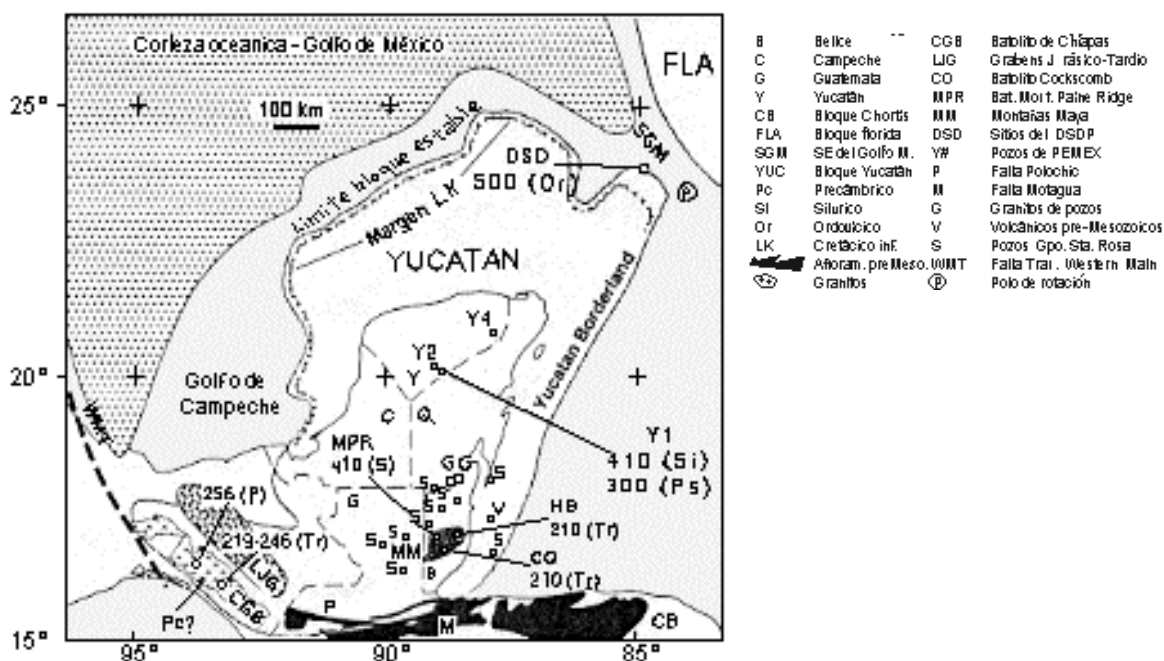 Corteza oceanica - Golfo de México
FLA
25°
100 km
SGM
DSD
500 (Or)
P
Limite bloque estable
Margen LK
YUCATAN
Yucatan Borderland
Y4
Y2
Y
20°
Golfo de
Campeche
WMT
C
Q
Y1
410 (Si)
300 (Ps)
MPR
410 (S)
G G
S
S
S
S
G
S
V
256 (P)
HB
210 (Tr)
219-246 (Tr)
S
S
S
MM
S
S
LJG
CO
210 (Tr)
B
CGB
Pc?
P
M
CB
15°
95°
90°
85°
B Belice CGB Batolito de Chiapas
C Campeche LJG Grabens J rásico-Tardio
G Guatemala CO Batolito Cockscomb
Y Yucatán MPR Bat. Mort. Paine Ridge
CB Bloque Chortis MM Montañas Maya
FLA Bloque florida DSD Sitios del DSDP
SGM SE del Golfo M. Y# Pozos de PEMEX
YUC Bloque Yucatán P Falla Polochic
Pc Precámbrico M Falla Motagua
SI Silurico G Granitos de pozos
Or Ordovicico V Volcánicos pre-Mesozoicos
LK Cretácico inf. S Pozos Gpo. Sta. Rosa
Afloram. preMeso. WMT Falla Tran. Western Main
Granitos P Polo de rotación